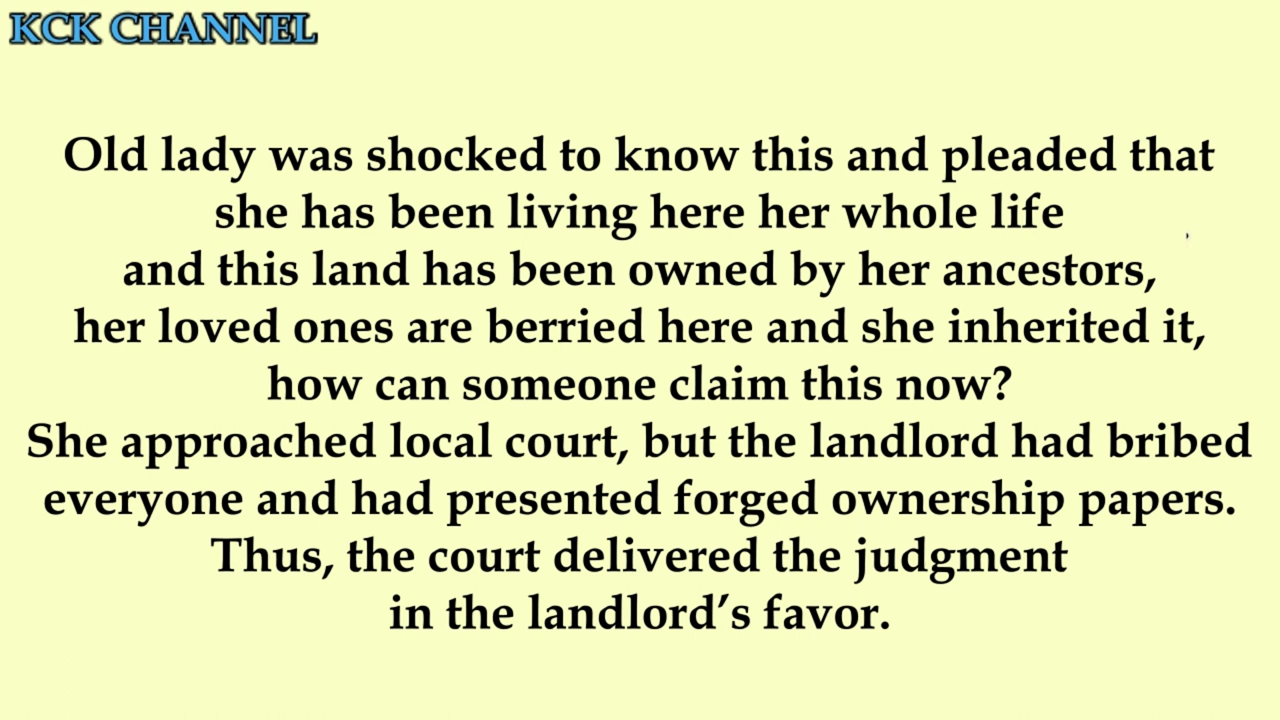 KCK CHANNEL
Old lady was shocked to know this and pleaded that
she has been living here her whole life
and this land has been owned by her ancestors,
her loved ones are berried here and she inherited it,
how can someone claim this now?
She approached local court, but the landlord had bribed
everyone and had presented forged ownership papers.
Thus, the court delivered the judgment
in the landlord’s favor.